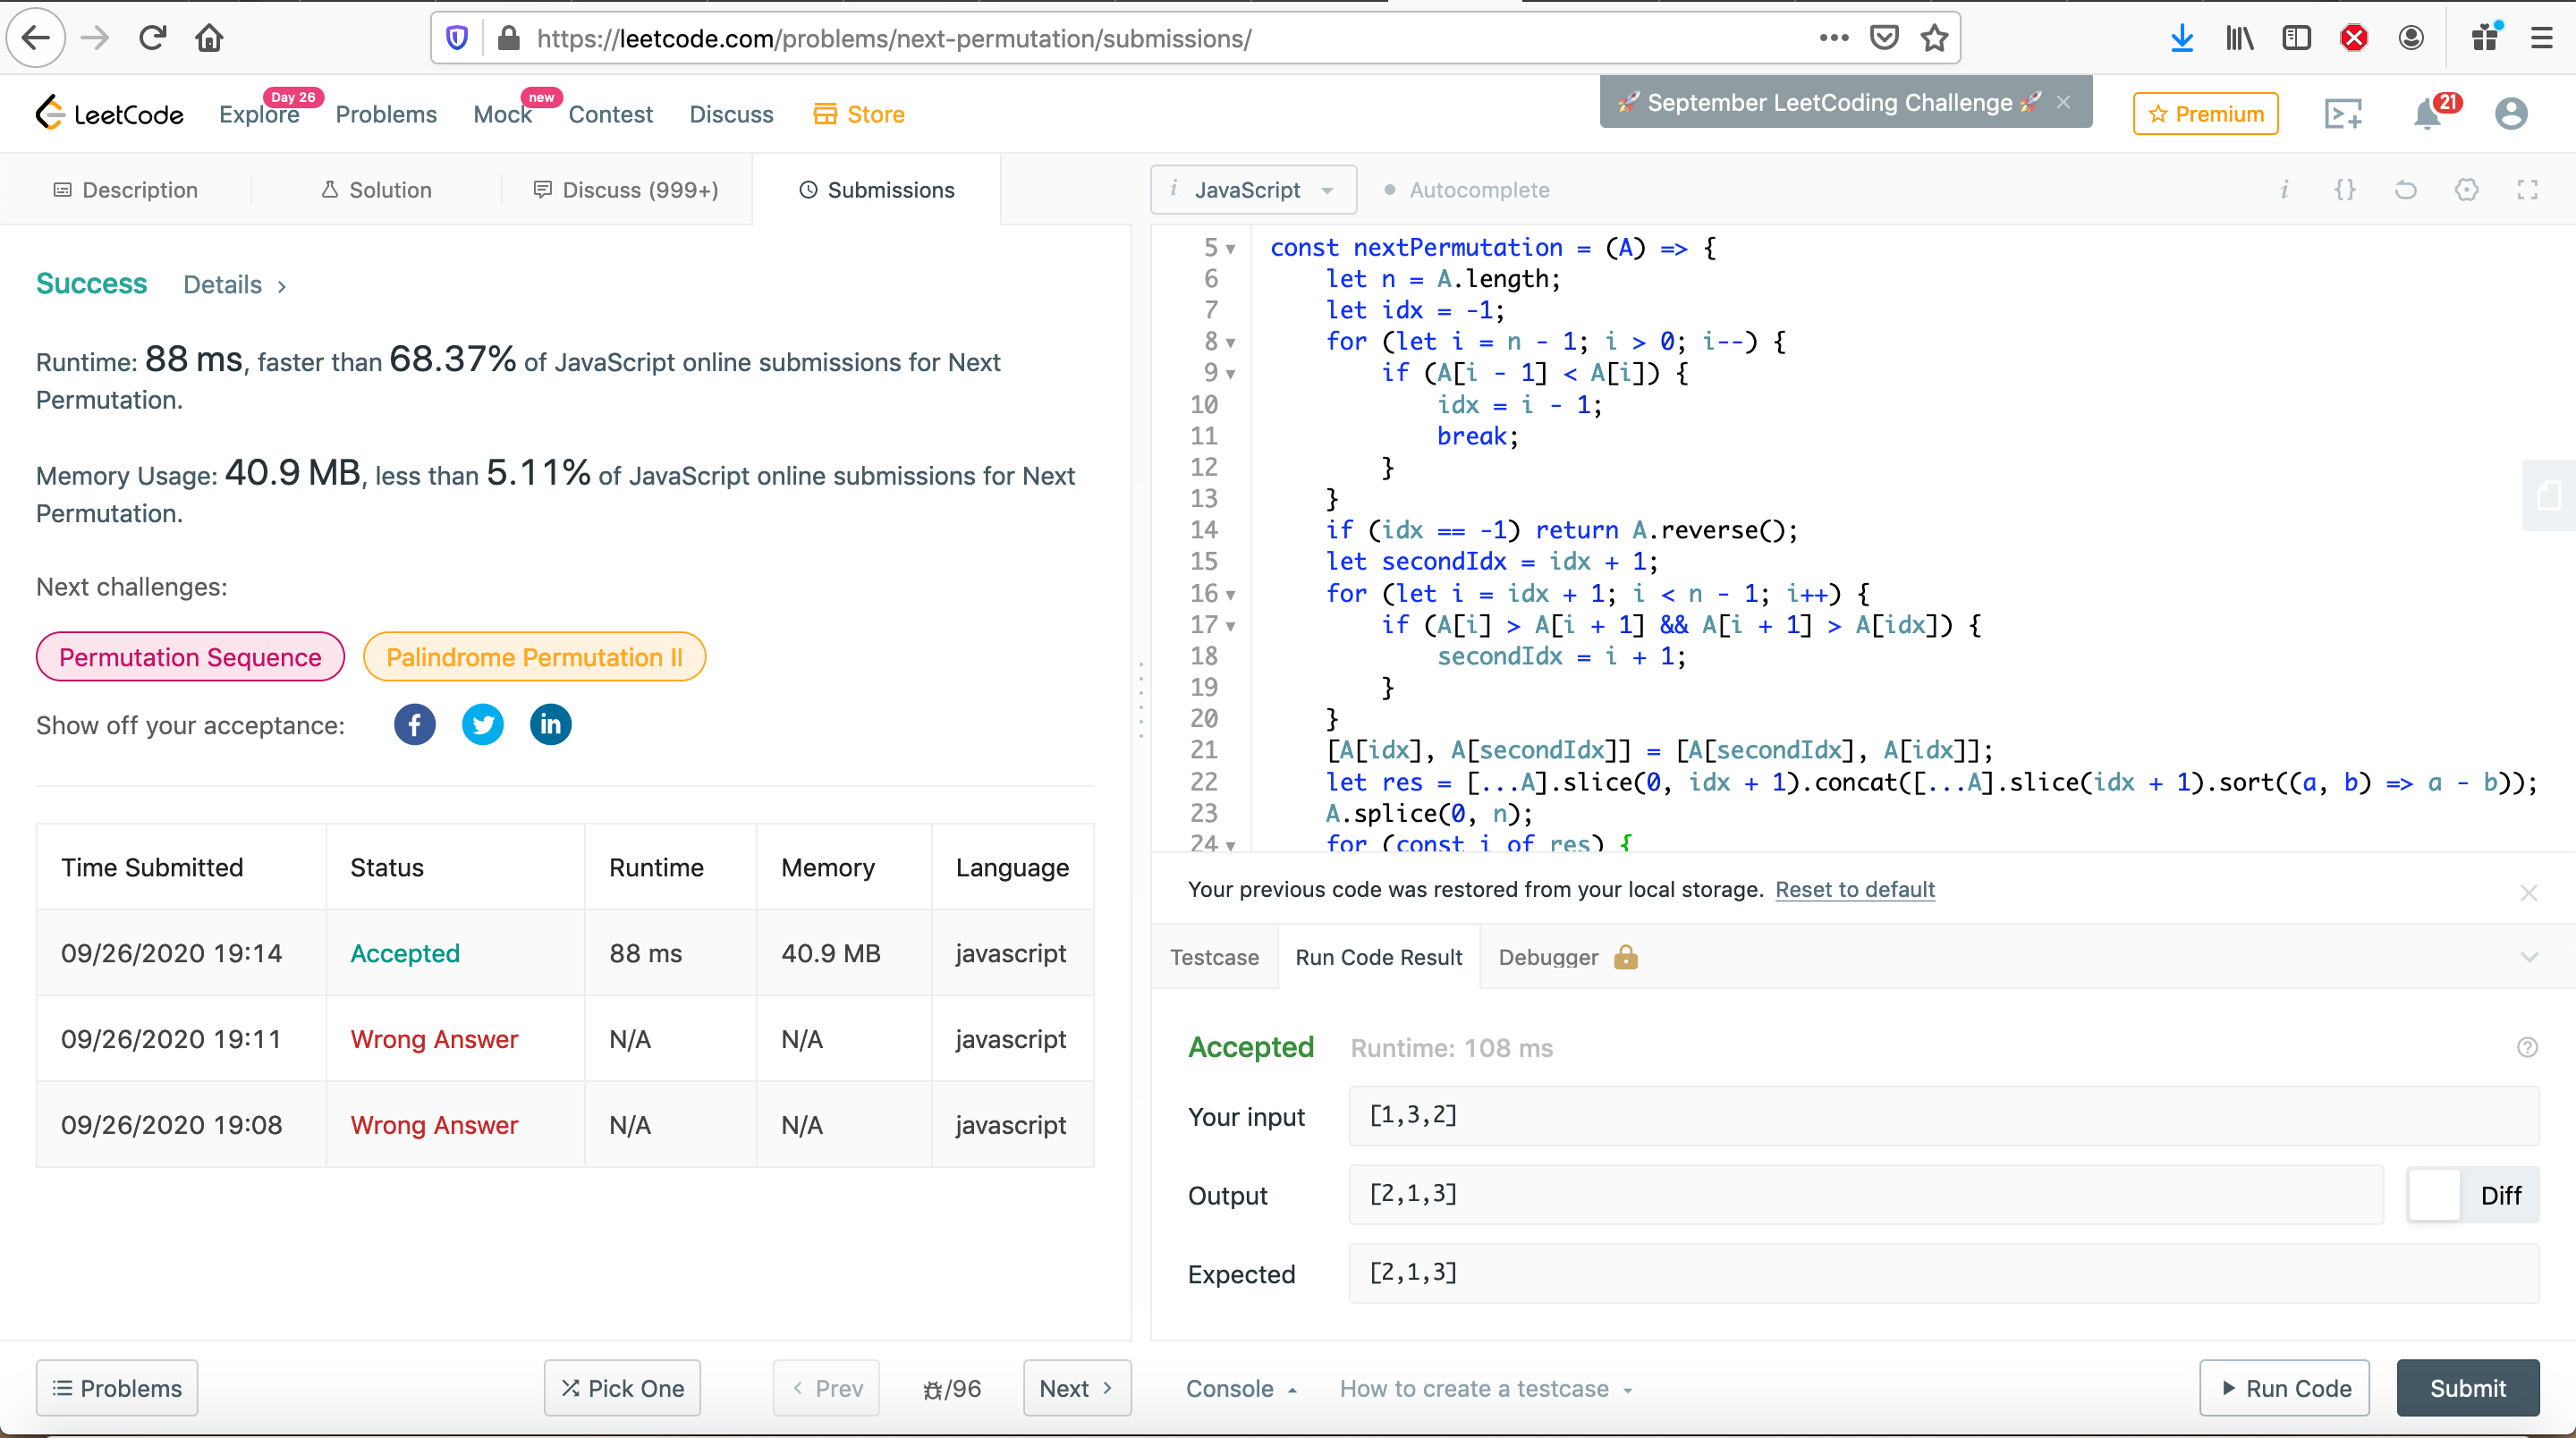 https://leetcode.com/problems/next-permutation/submissions/
LeetCode
Explore
Day 26
Problems
Mock
new
Contest
Discuss
Store
🚀 September LeetCoding Challenge 🚀
Premium
21
Description
Solution
Discuss (999+)
Submissions
Success Details
Runtime: 88 ms, faster than 68.37% of JavaScript online submissions for Next
Permutation.
Memory Usage: 40.9 MB, less than 5.11% of JavaScript online submissions for Next
Permutation.
Next challenges:
Permutation Sequence
Palindrome Permutation II
Show off your acceptance:
Time Submitted Status Runtime Memory Language
09/26/2020 19:14 Accepted 88 ms 40.9 MB javascript
09/26/2020 19:11 Wrong Answer N/A N/A javascript
09/26/2020 19:08 Wrong Answer N/A N/A javascript
Problems
Pick One
Prev
/96
Next
i JavaScript
Autocomplete
5 const nextPermutation = (A) => {
6 let n = A.length;
7 let idx = -1;
8 for (let i = n - 1; i > 0; i--) {
9 if (A[i - 1] < A[i]) {
10 idx = i - 1;
11 break;
12 }
13 }
14 if (idx == -1) return A.reverse();
15 let secondIdx = idx + 1;
16 for (let i = idx + 1; i < n - 1; i++) {
17 if (A[i] > A[i + 1] && A[i + 1] > A[idx]) {
18 secondIdx = i + 1;
19 }
20 }
21 [A[idx], A[secondIdx]] = [A[secondIdx], A[idx]];
22 let res = [...A].slice(0, idx + 1).concat([...A].slice(idx + 1).sort((a, b) => a - b));
23 A.splice(0, n);
24 for (const i of res) {
Your previous code was restored from your local storage. Reset to default
Testcase
Run Code Result
Debugger
Accepted Runtime: 108 ms
Your input [1,3,2]
Output [2,1,3]
Diff
Expected [2,1,3]
Console
How to create a testcase
Run Code
Submit